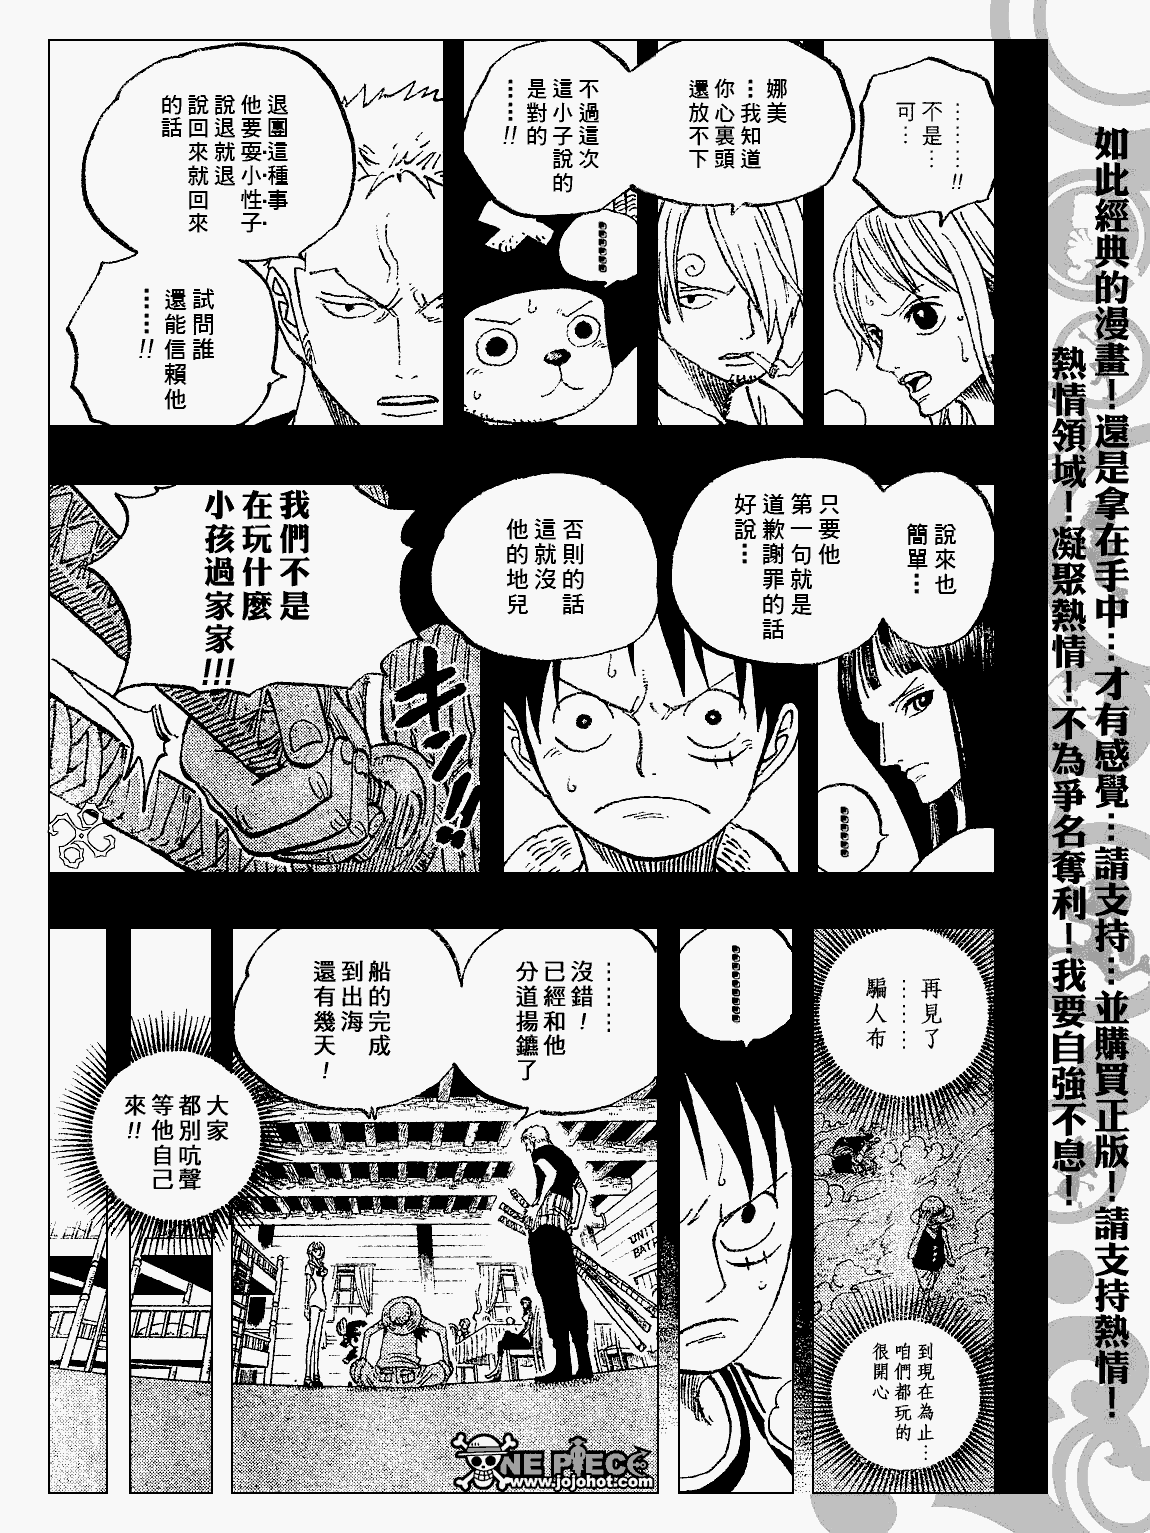 如此經典的漫畫！還是拿在手中…才有感覺…請支持…並購買正版！請支持熱情！
熱情領域！凝聚熱情！不為爭名奪利！我要自強不息！
………!!
不是…
可…
娜美
…我知道
你心裏頭
還放不下
不過這次
這小子說的
是對的
……!!
………
退團這種事
他要耍小性子
說退就退
說回來就回來
的話
試問誰
還能信賴他
……!!
說來也
簡單…
………
只要他
第一句就是
道歉謝罪的話
好說…
否則的話
這就沒
他的地兒
我們不是
在玩什麼
小孩過家家!!!
ギュッ…!!
再見了
………
騙人布
到現在為止…
咱們都玩的
很開心
…………
………
沒錯！
已經和他
分道揚鑣了
船的完成
到出海
還有幾天！
UNIT
BATE
大家
都別吭聲
等他自己
來!!
ONE PIECE
www.jojohot.com